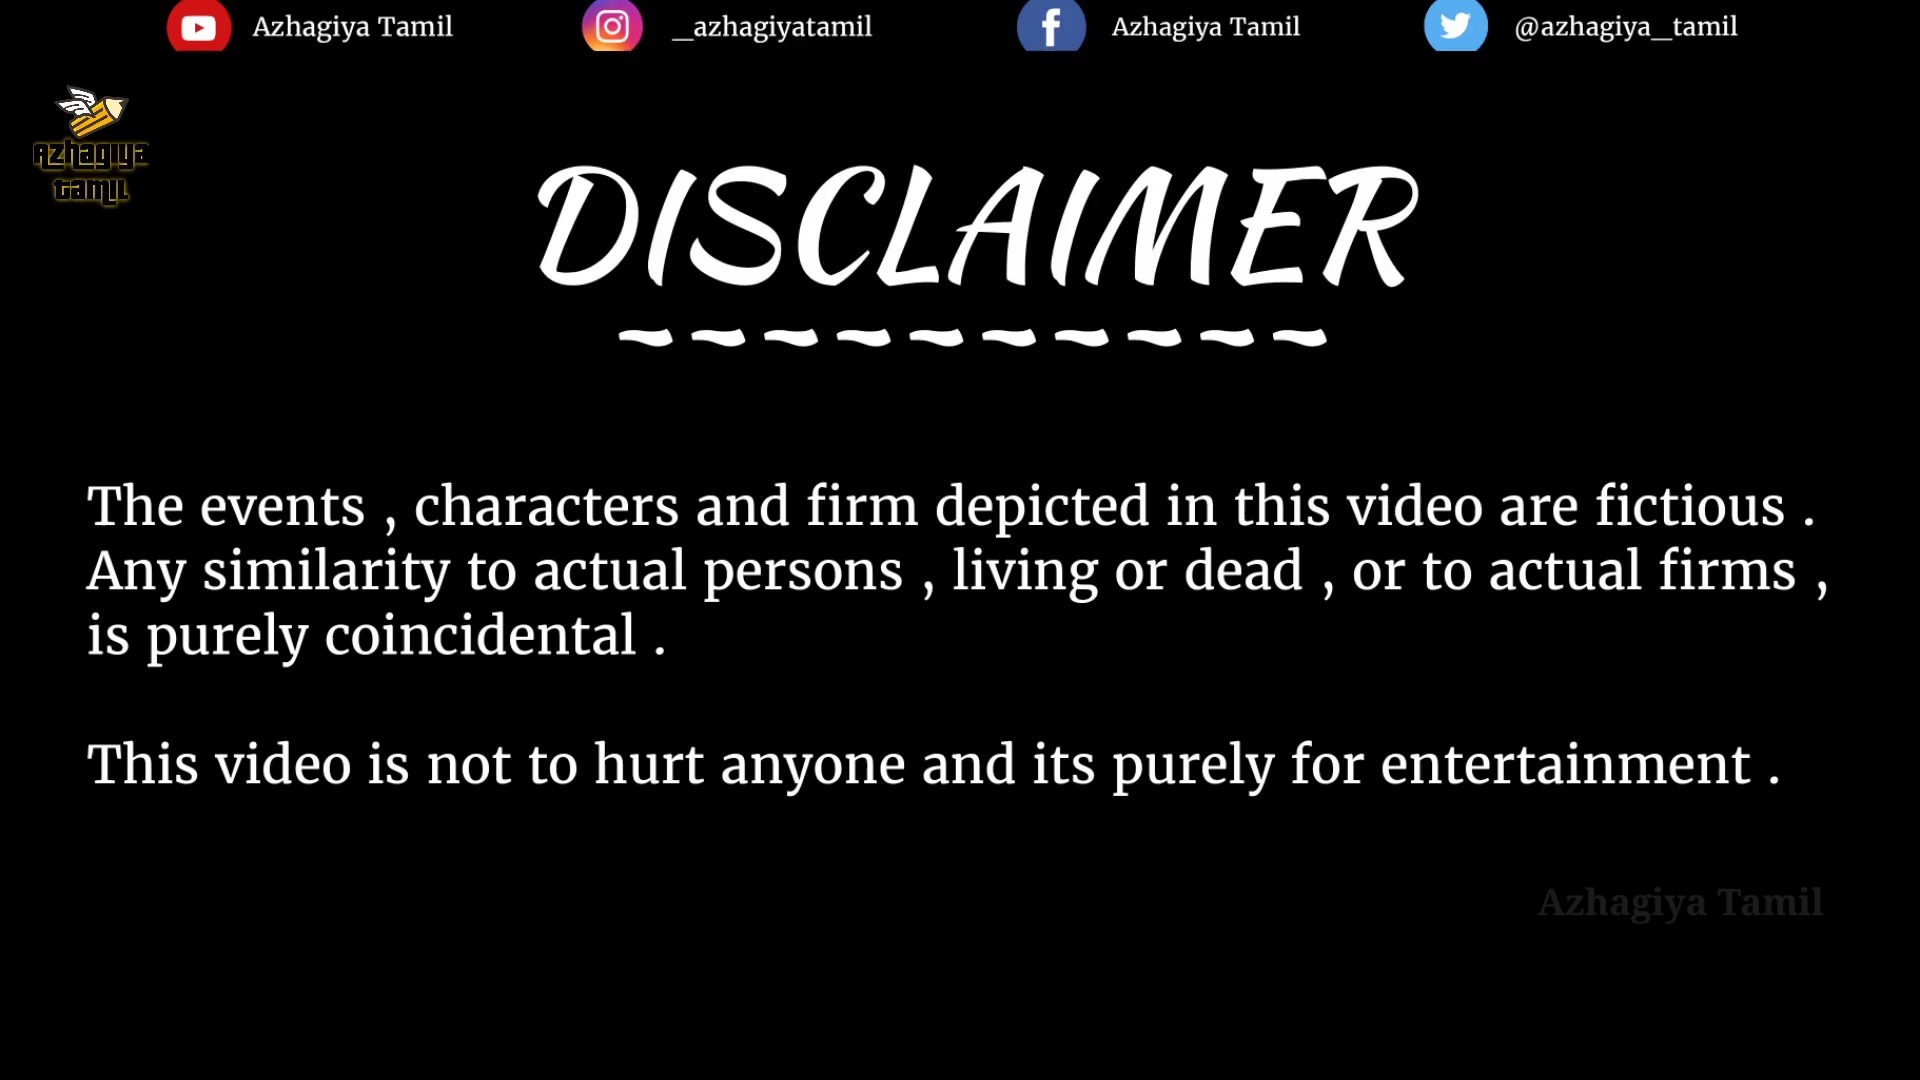 Azhagiya Tamil
_azhagiyatamil
Azhagiya Tamil
@azhagiya_tamil
Azhagiya
Tamil
DISCLAIMER
~~~~~~~~~~
The events , characters and firm depicted in this video are fictious .
Any similarity to actual persons , living or dead , or to actual firms ,
is purely coincidental .
This video is not to hurt anyone and its purely for entertainment .
Azhagiya Tamil